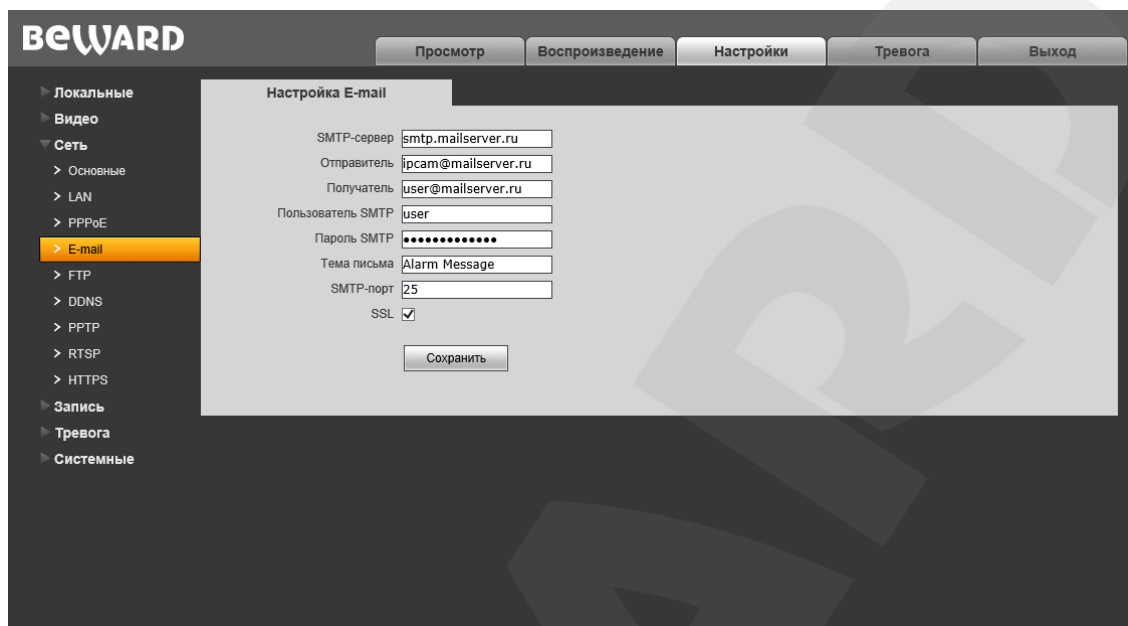 BEWARD
Просмотр Воспроизведение Настройки Тревога Выход
Локальные
Видео
Сеть
> Основные
> LAN
> PPPoE
> E-mail
> FTP
> DDNS
> PPTP
> RTSP
> HTTPS
Запись
Тревога
Системные
Настройка E-mail
SMTP-сервер smtp.mailserver.ru
Отправитель ipcam@mailserver.ru
Получатель user@mailserver.ru
Пользователь SMTP user
Пароль SMTP •••••••••••••
Тема письма Alarm Message
SMTP-порт 25
SSL
Сохранить